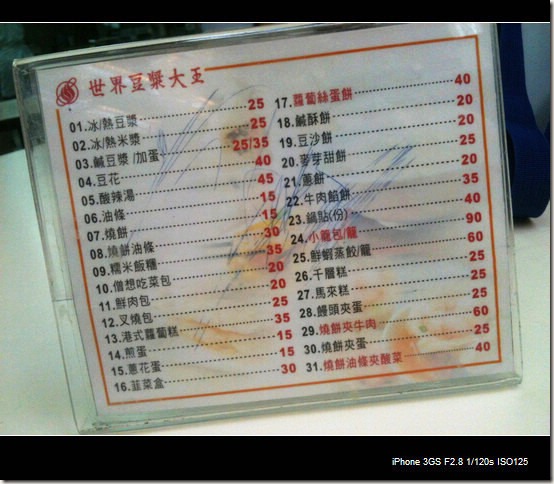 世界豆漿大王
01.冰/熱豆漿 25
02.冰/熱米漿 25
03.鹹豆漿/加蛋 25/35
04.豆花 40
05.酸辣湯 45
06.油條 15
07.燒餅 15
08.燒餅油條 30
09.糯米飯糰 35
10.僧想吃菜包 20
11.鮮肉包 20
12.叉燒包 25
13.港式蘿蔔糕 35
14.煎蛋 15
15.蔥花蛋 15
16.韮菜盒 30
17.蘿蔔絲蛋餅 40
18.鹹酥餅 20
19.豆沙餅 20
20.麥芽甜餅 20
21.蔥餅 20
22.牛肉餡餅 35
23.鍋貼(份) 40
24.小籠包/籠 90
25.鮮蝦蒸餃/籠 60
26.千層糕 25
27.馬來糕 25
28.饅頭夾蛋 25
29.燒餅夾牛肉 60
30.燒餅夾蛋 25
31.燒餅油條夾酸菜 40
iPhone 3GS F2.8 1/120s ISO125